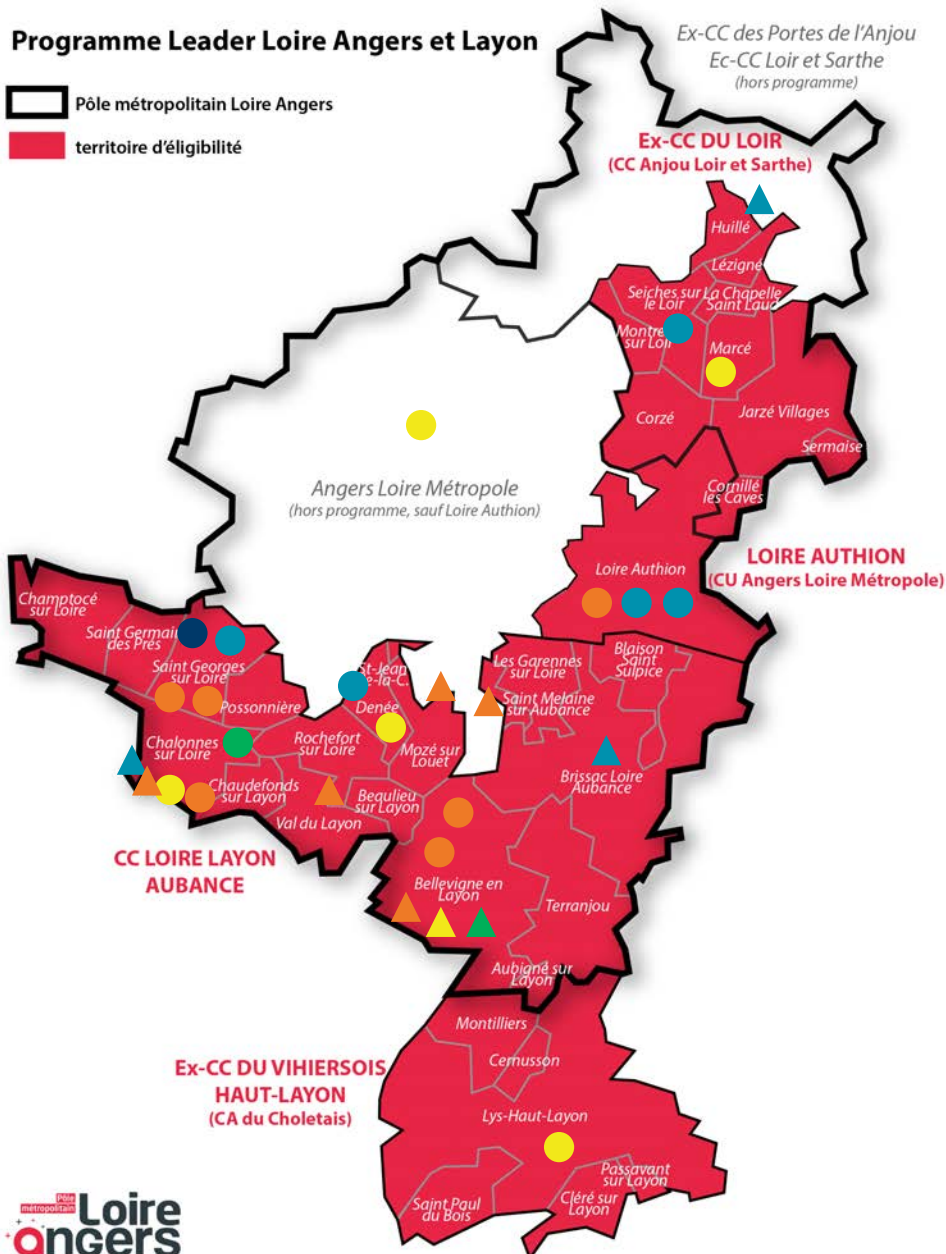 Programme Leader Loire Angers et Layon
Pôle métropolitain Loire Angers
territoire d'éligibilité
Ex-CC des Portes de l'Anjou
Ec-CC Loir et Sarthe
(hors programme)
Ex-CC DU LOIR
(CC Anjou Loir et Sarthe)
Huillé
Lézigné
Seiches sur
le Loir
La Chapelle
Saint Laud
Montre
sur Loir
Marcé
Corzé
Jarzé Villages
Sermaise
Cornillé
les Caves
Angers Loire Métropole
(hors programme, sauf Loire Authion)
LOIRE AUTHION
(CU Angers Loire Métropole)
Loire Authion
Champtocé
sur Loire
Saint Germai
des Prés
Saint Georges
sur Loire
Possonnière
St-Jean
e-la-C.
Denée
Les Garennes
sur Loire
Blaison
Saint
Sulpice
Saint Melaine
sur Aubance
Chalonnes
sur Loire
Rochefort
sur Loire
Mozé sur
Louet
Brissac Loire
Aubance
Chaudefonds
sur Layon
Bequlieu
sur Layon
Val du Layon
CC LOIRE LAYON
AUBANCE
Bellevigne en
Layon
Terranjou
Aubigné sur
Layon
Montilliers
Cernusson
Ex-CC DU VIHIERSOIS
HAUT-LAYON
(CA du Choletais)
Lys-Haut-Layon
Passavant
sur Layon
Cléré sur
Layon
Saint Paul
du Bois
Pôle
métropolitain
Loire
angers